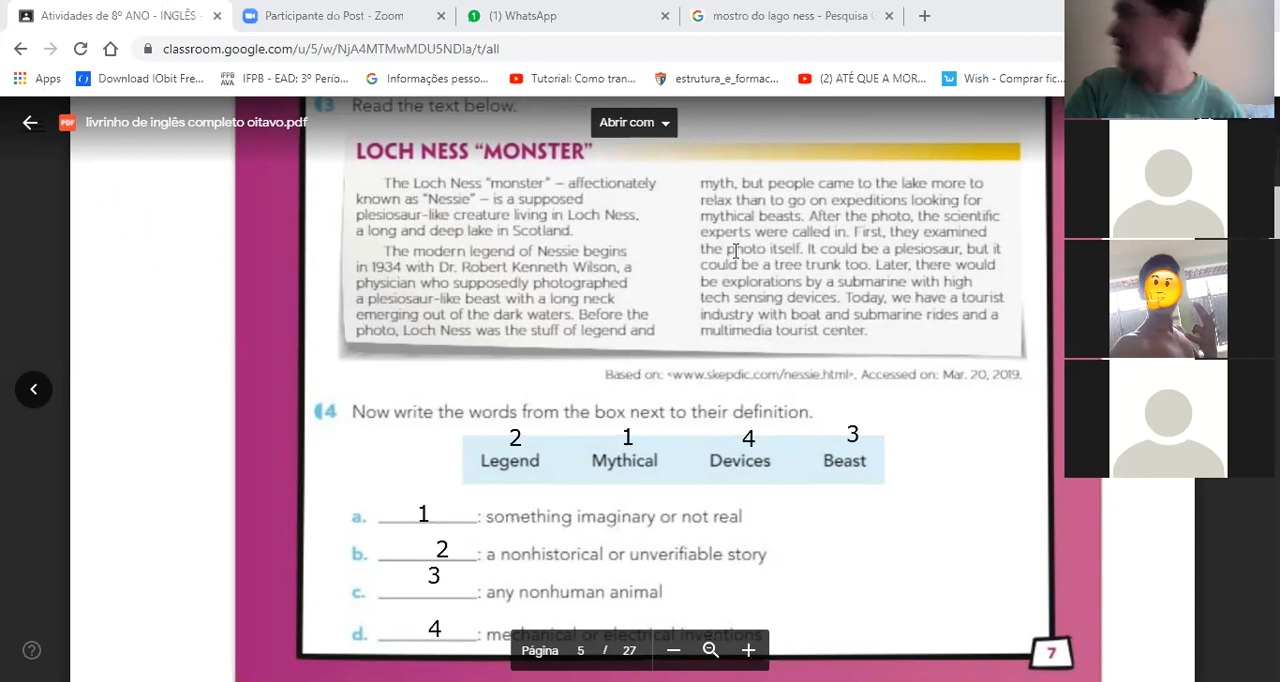 Atividades de 8º ANO - INGLÊS -
Participante do Post - Zoom
(1) WhatsApp
mostro do lago ness - Pesquisa G
classroom.google.com/u/5/w/NjA4MTMwMDU5NDla/t/all
Apps
Download IObit Fre...
IFPB - EAD: 3º Perío...
Informações pesso...
Tutorial: Como tran...
estrutura_e_formac...
(2) ATÉ QUE A MOR...
Wish - Comprar fic...
3 Read the text below.
PDF livrinho de inglês completo oitavo.pdf
Abrir com
LOCH NESS “MONSTER”
The Loch Ness “monster” – affectionately
known as “Nessie” – is a supposed
plesiosaur-like creature living in Loch Ness,
a long and deep lake in Scotland.
The modern legend of Nessie begins
in 1934 with Dr. Robert Kenneth Wilson, a
physician who supposedly photographed
a plesiosaur-like beast with a long neck
emerging out of the dark waters. Before the
photo, Loch Ness was the stuff of legend and
myth, but people came to the lake more to
relax than to go on expeditions looking for
mythical beasts. After the photo, the scientific
experts were called in. First, they examined
the photo itself. It could be a plesiosaur, but it
could be a tree trunk too. Later, there would
be explorations by a submarine with high
tech sensing devices. Today, we have a tourist
industry with boat and submarine rides and a
multimedia tourist center.
Based on: <www.skepdic.com/nessie.html>. Accessed on: Mar. 20, 2019.
4 Now write the words from the box next to their definition.
2 1 4 3
Legend Mythical Devices Beast
a. 1 : something imaginary or not real
b. 2 : a nonhistorical or unverifiable story
c. 3 : any nonhuman animal
d. 4 : mechanical or electrical inventions
Página 5 / 27
7